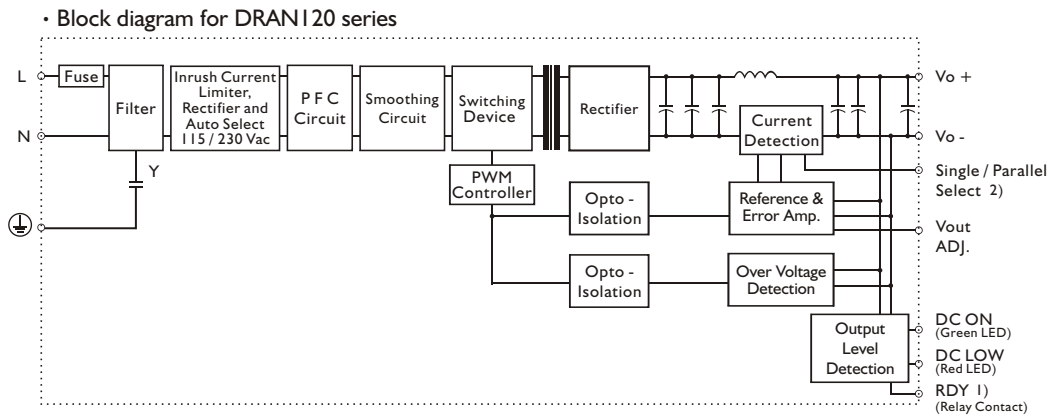 • Block diagram for DRAN120 series
L
Fuse
Filter
N
Y
Inrush Current
Limiter,
Rectifier and
Auto Select
115 / 230 Vac
P F C
Circuit
Smoothing
Circuit
Switching
Device
Rectifier
PWM
Controller
Opto -
Isolation
Opto -
Isolation
Current
Detection
Reference &
Error Amp.
Over Voltage
Detection
Output
Level
Detection
Vo +
Vo -
Single / Parallel
Select 2)
Vout
ADJ.
DC ON
(Green LED)
DC LOW
(Red LED)
RDY 1)
(Relay Contact)